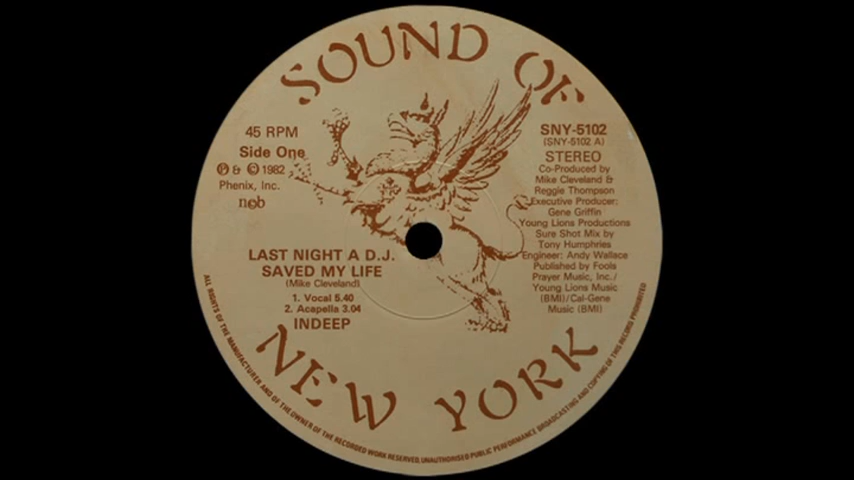 SOUND OF
45 RPM
Side One
℗ & © 1982
Phenix, Inc.
ncb
LAST NIGHT A D.J.
SAVED MY LIFE
(Mike Cleveland)
1. Vocal 5.40
2. Acapella 3.04
INDEEP
SNY-5102
(SNY-5102 A)
STEREO
Co-Produced by
Mike Cleveland &
Reggie Thompson
Executive Producer:
Gene Griffin
Young Lions Productions
Sure Shot Mix by
Tony Humphries
Engineer: Andy Wallace
Published by Fools
Prayer Music, Inc./
Young Lions Music
(BMI)/Cal-Gene
Music (BMI)
NEW YORK
ALL RIGHTS OF THE MANUFACTURER AND OF THE OWNER OF THE RECORDED WORK RESERVED. UNAUTHORISED PUBLIC PERFORMANCE BROADCASTING AND COPYING OF THIS RECORD PROHIBITED